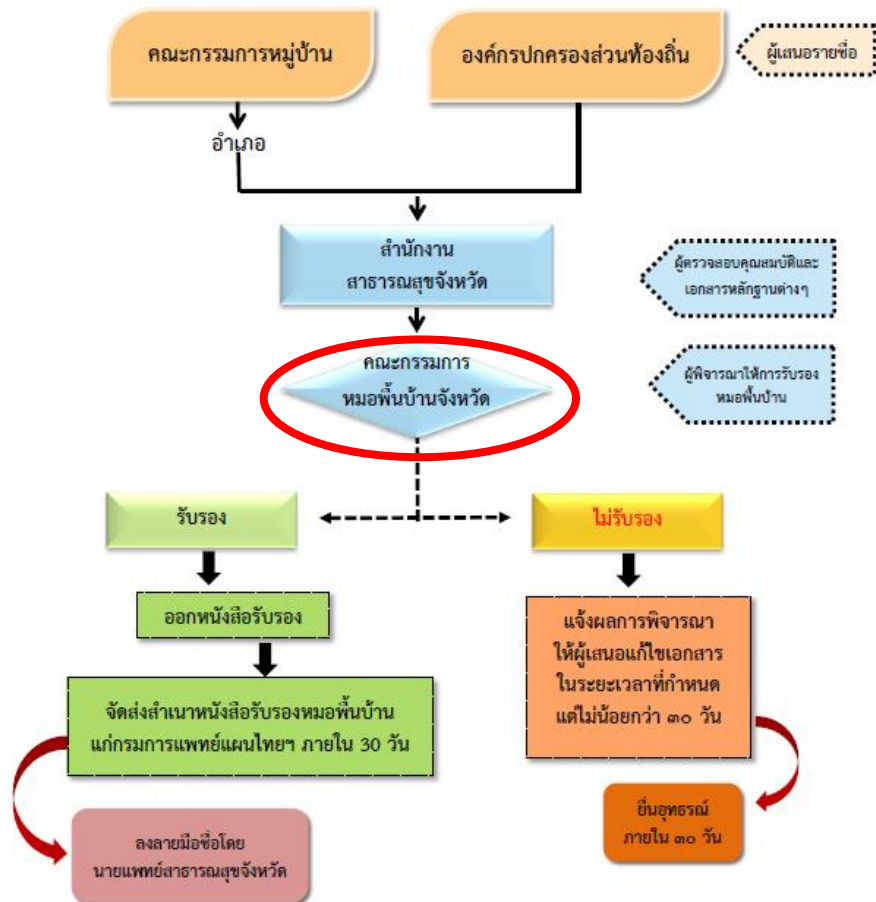 คณะกรรมการหมู่บ้าน
องค์กรปกครองส่วนท้องถิ่น
ผู้เสนอรายชื่อ
อำเภอ
สำนักงาน
สาธารณสุขจังหวัด
ผู้ตรวจสอบคุณสมบัติและ
เอกสารหลักฐานต่างๆ
คณะกรรมการ
หมอพื้นบ้านจังหวัด
ผู้พิจารณาให้การรับรอง
หมอพื้นบ้าน
รับรอง
ไม่รับรอง
ออกหนังสือรับรอง
แจ้งผลการพิจารณา
ให้ผู้เสนอแก้ไขเอกสาร
ในระยะเวลาที่กำหนด
แต่ไม่น้อยกว่า ๓๐ วัน
จัดส่งสำเนาหนังสือรับรองหมอพื้นบ้าน
แก่กรมการแพทย์แผนไทยฯ ภายใน 30 วัน
ยื่นอุทธรณ์
ภายใน ๓๐ วัน
ลงลายมือชื่อโดย
นายแพทย์สาธารณสุขจังหวัด